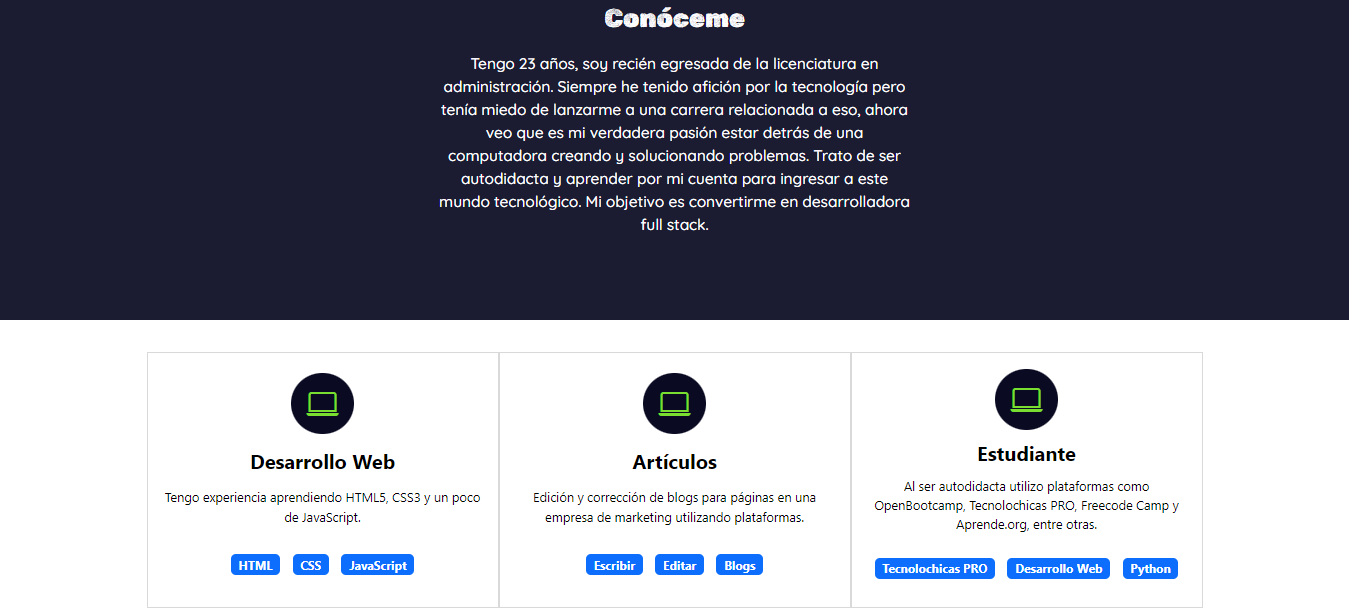 Conóceme
Tengo 23 años, soy recién egresada de la licenciatura en
administración. Siempre he tenido afición por la tecnología pero
tenía miedo de lanzarme a una carrera relacionada a eso, ahora
veo que es mi verdadera pasión estar detrás de una
computadora creando y solucionando problemas. Trato de ser
autodidacta y aprender por mi cuenta para ingresar a este
mundo tecnológico. Mi objetivo es convertirme en desarrolladora
full stack.
Desarrollo Web
Tengo experiencia aprendiendo HTML5, CSS3 y un poco
de JavaScript.
HTML CSS JavaScript
Artículos
Edición y corrección de blogs para páginas en una
empresa de marketing utilizando plataformas.
Escribir Editar Blogs
Estudiante
Al ser autodidacta utilizo plataformas como
OpenBootcamp, Tecnolochicas PRO, Freecode Camp y
Aprende.org, entre otras.
Tecnolochicas PRO Desarrollo Web Python